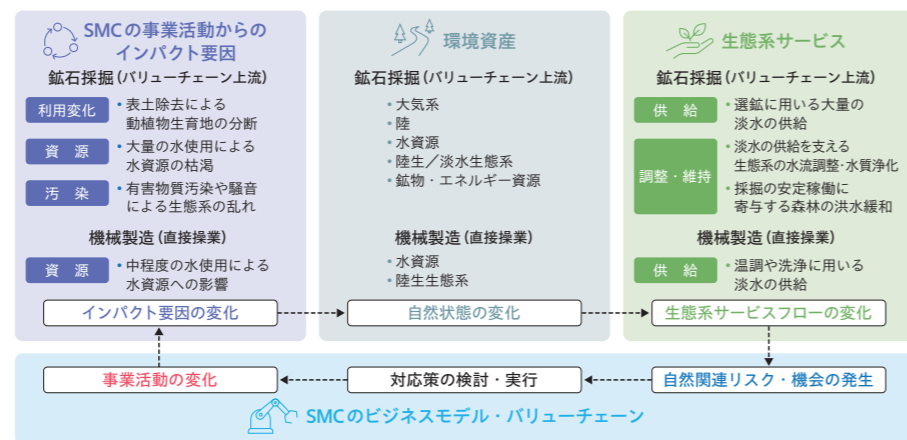 SMCの事業活動からの
インパクト要因
鉱石採掘(バリューチェーン上流)
利用変化
・表土除去による
動植物生育地の分断
資 源
・大量の水使用による
水資源の枯渇
汚 染
・有害物質汚染や騒音
による生態系の乱れ
機械製造(直接操業)
資 源
・中程度の水使用による
水資源への影響
インパクト要因の変化
環境資産
鉱石採掘(バリューチェーン上流)
・大気系
・陸
・水資源
・陸生／淡水生態系
・鉱物・エネルギー資源
機械製造(直接操業)
・水資源
・陸生生態系
自然状態の変化
生態系サービス
鉱石採掘(バリューチェーン上流)
供 給
・選鉱に用いる大量の
淡水の供給
調整・維持
・淡水の供給を支える
生態系の水流調整・水質浄化
・採掘の安定稼働に
寄与する森林の洪水緩和
機械製造(直接操業)
供 給
・温調や洗浄に用いる
淡水の供給
生態系サービスフローの変化
事業活動の変化
対応策の検討・実行
自然関連リスク・機会の発生
SMCのビジネスモデル・バリューチェーン